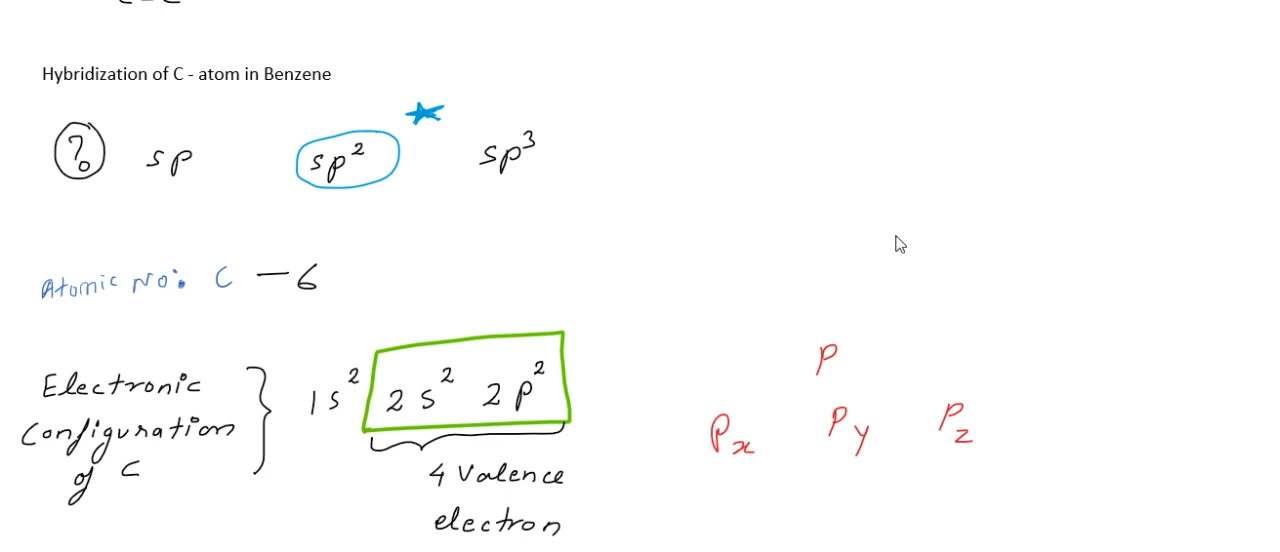 Hybridization of C - atom in Benzene
? sp sp² sp³
Atomic No: C — 6
Electronic Configuration of C } 1s² 2s² 2p²
4 Valence
electron
P
Px Py Pz